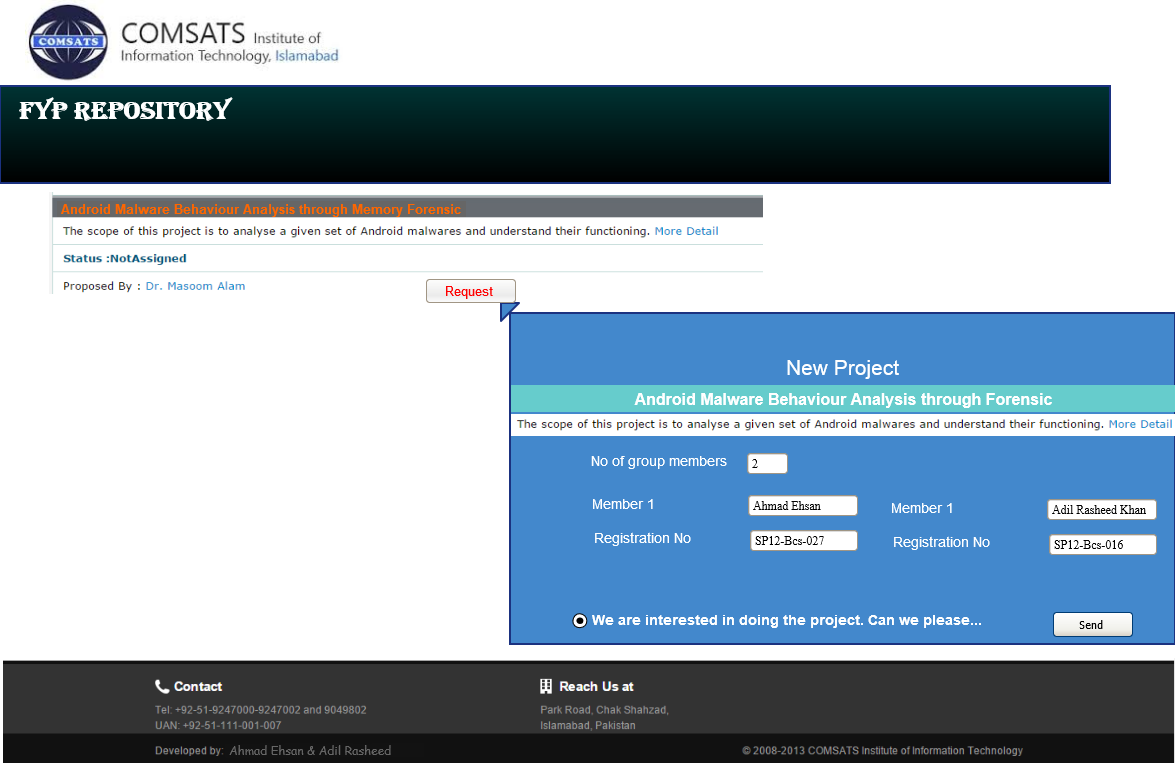 COMSATS
COMSATS Institute of
Information Technology, Islamabad
FYP REPOSITORY
Android Malware Behaviour Analysis through Memory Forensic
The scope of this project is to analyse a given set of Android malwares and understand their functioning. More Detail
Status :NotAssigned
Proposed By : Dr. Masoom Alam
Request
New Project
Android Malware Behaviour Analysis through Forensic
The scope of this project is to analyse a given set of Android malwares and understand their functioning. More Detail
No of group members 2
Member 1 Ahmad Ehsan Member 1 Adil Rasheed Khan
Registration No SP12-Bcs-027 Registration No SP12-Bcs-016
We are interested in doing the project. Can we please...
Send
Contact
Tel: +92-51-9247000-9247002 and 9049802
UAN: +92-51-111-001-007
Reach Us at
Park Road, Chak Shahzad,
Islamabad, Pakistan
Developed by: Ahmad Ehsan & Adil Rasheed
© 2008-2013 COMSATS Institute of Information Technology